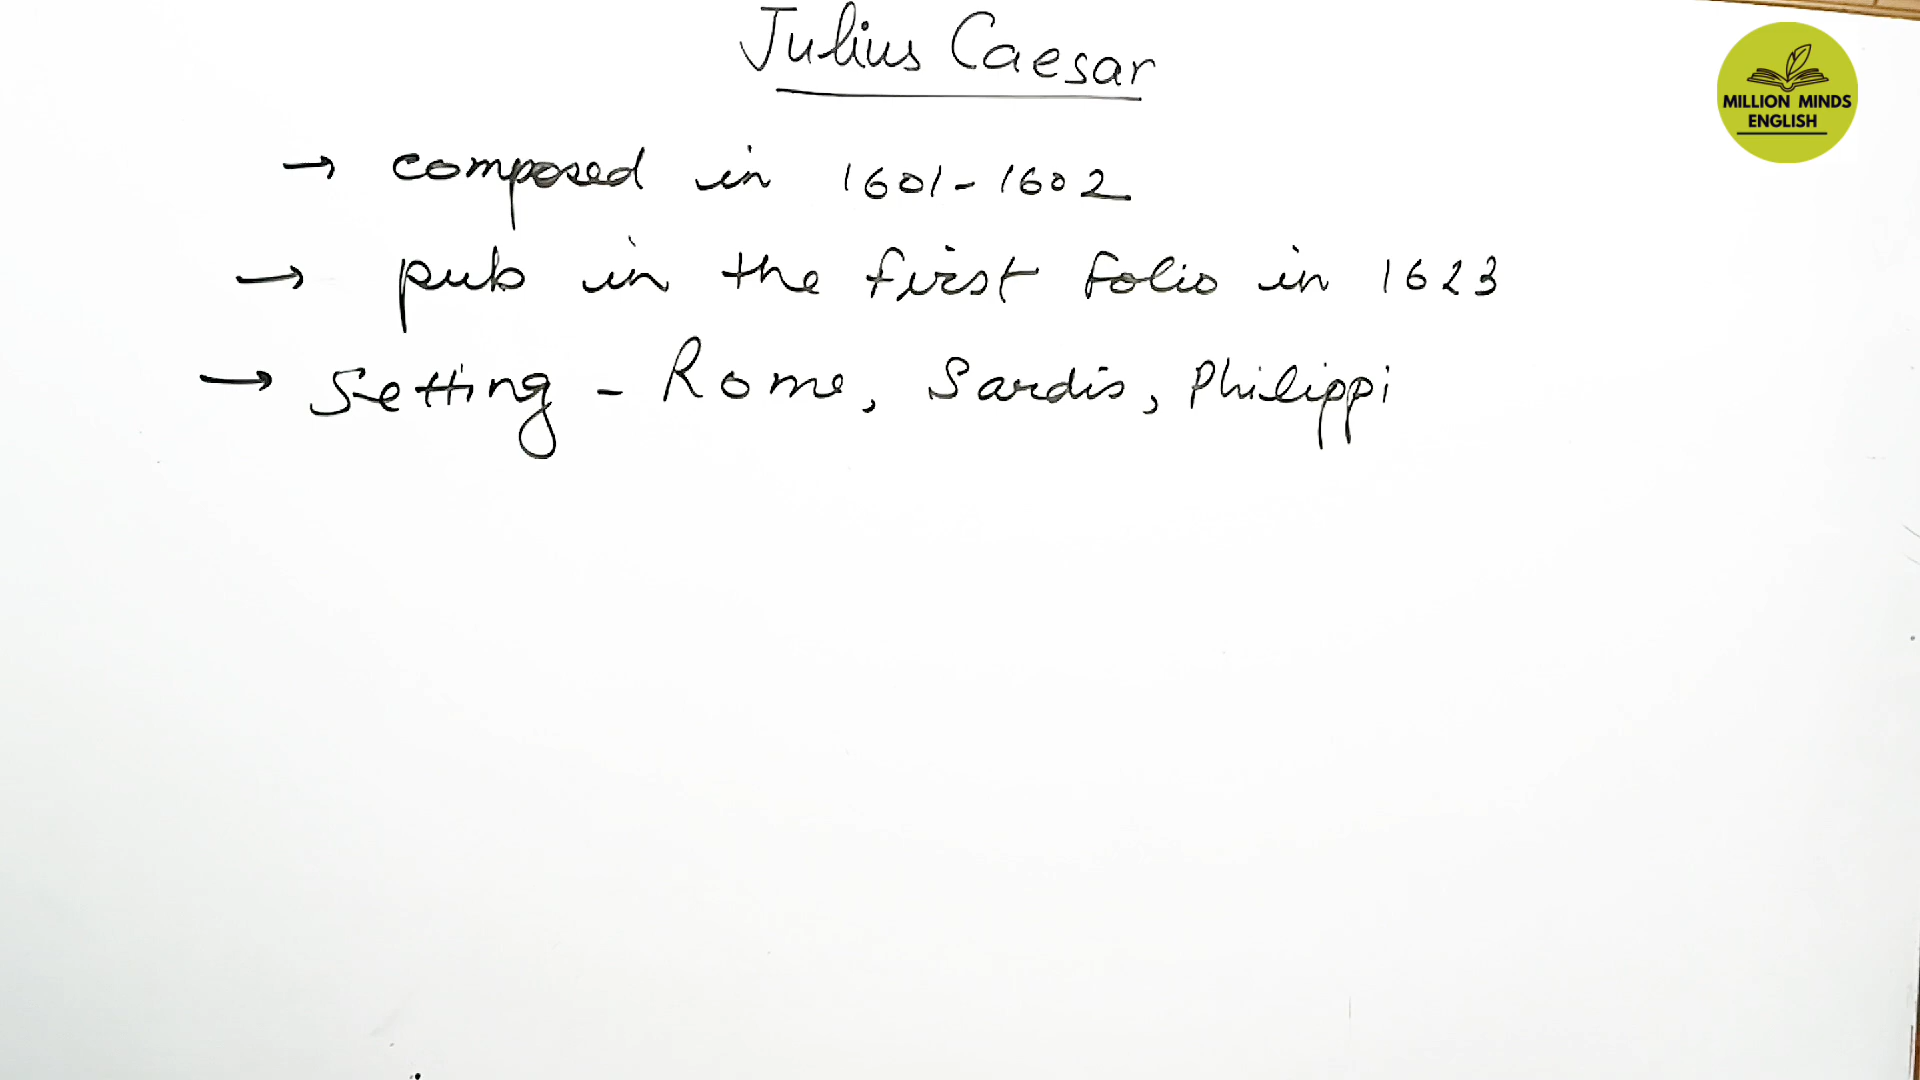 Julius Caesar
MILLION MINDS
ENGLISH
→ composed in 1601-1602
→ pub in the first folio in 1623
→ Setting - Rome, Sardis, Philippi